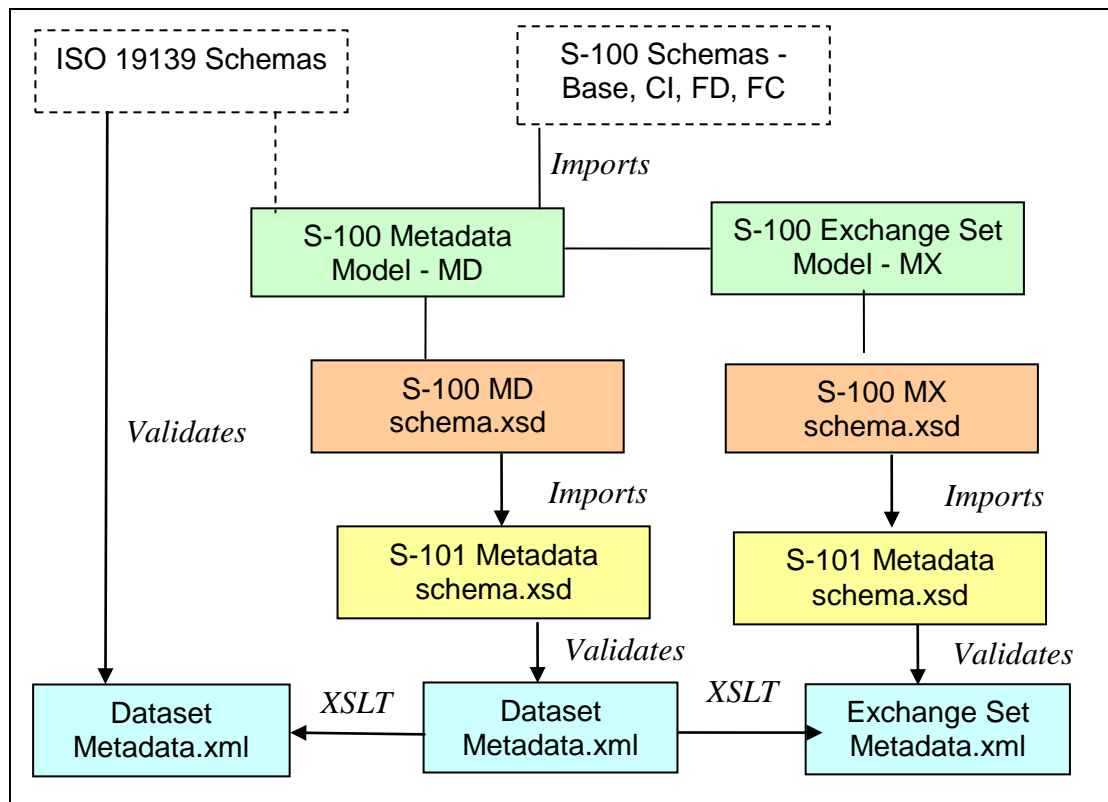 ISO 19139 Schemas
S-100 Schemas -
Base, CI, FD, FC
Imports
S-100 Metadata
Model - MD
S-100 Exchange Set
Model - MX
S-100 MD
schema.xsd
S-100 MX
schema.xsd
Validates
Imports
Imports
S-101 Metadata
schema.xsd
S-101 Metadata
schema.xsd
Validates
Validates
Dataset
Metadata.xml
XSLT
Dataset
Metadata.xml
XSLT
Exchange Set
Metadata.xml